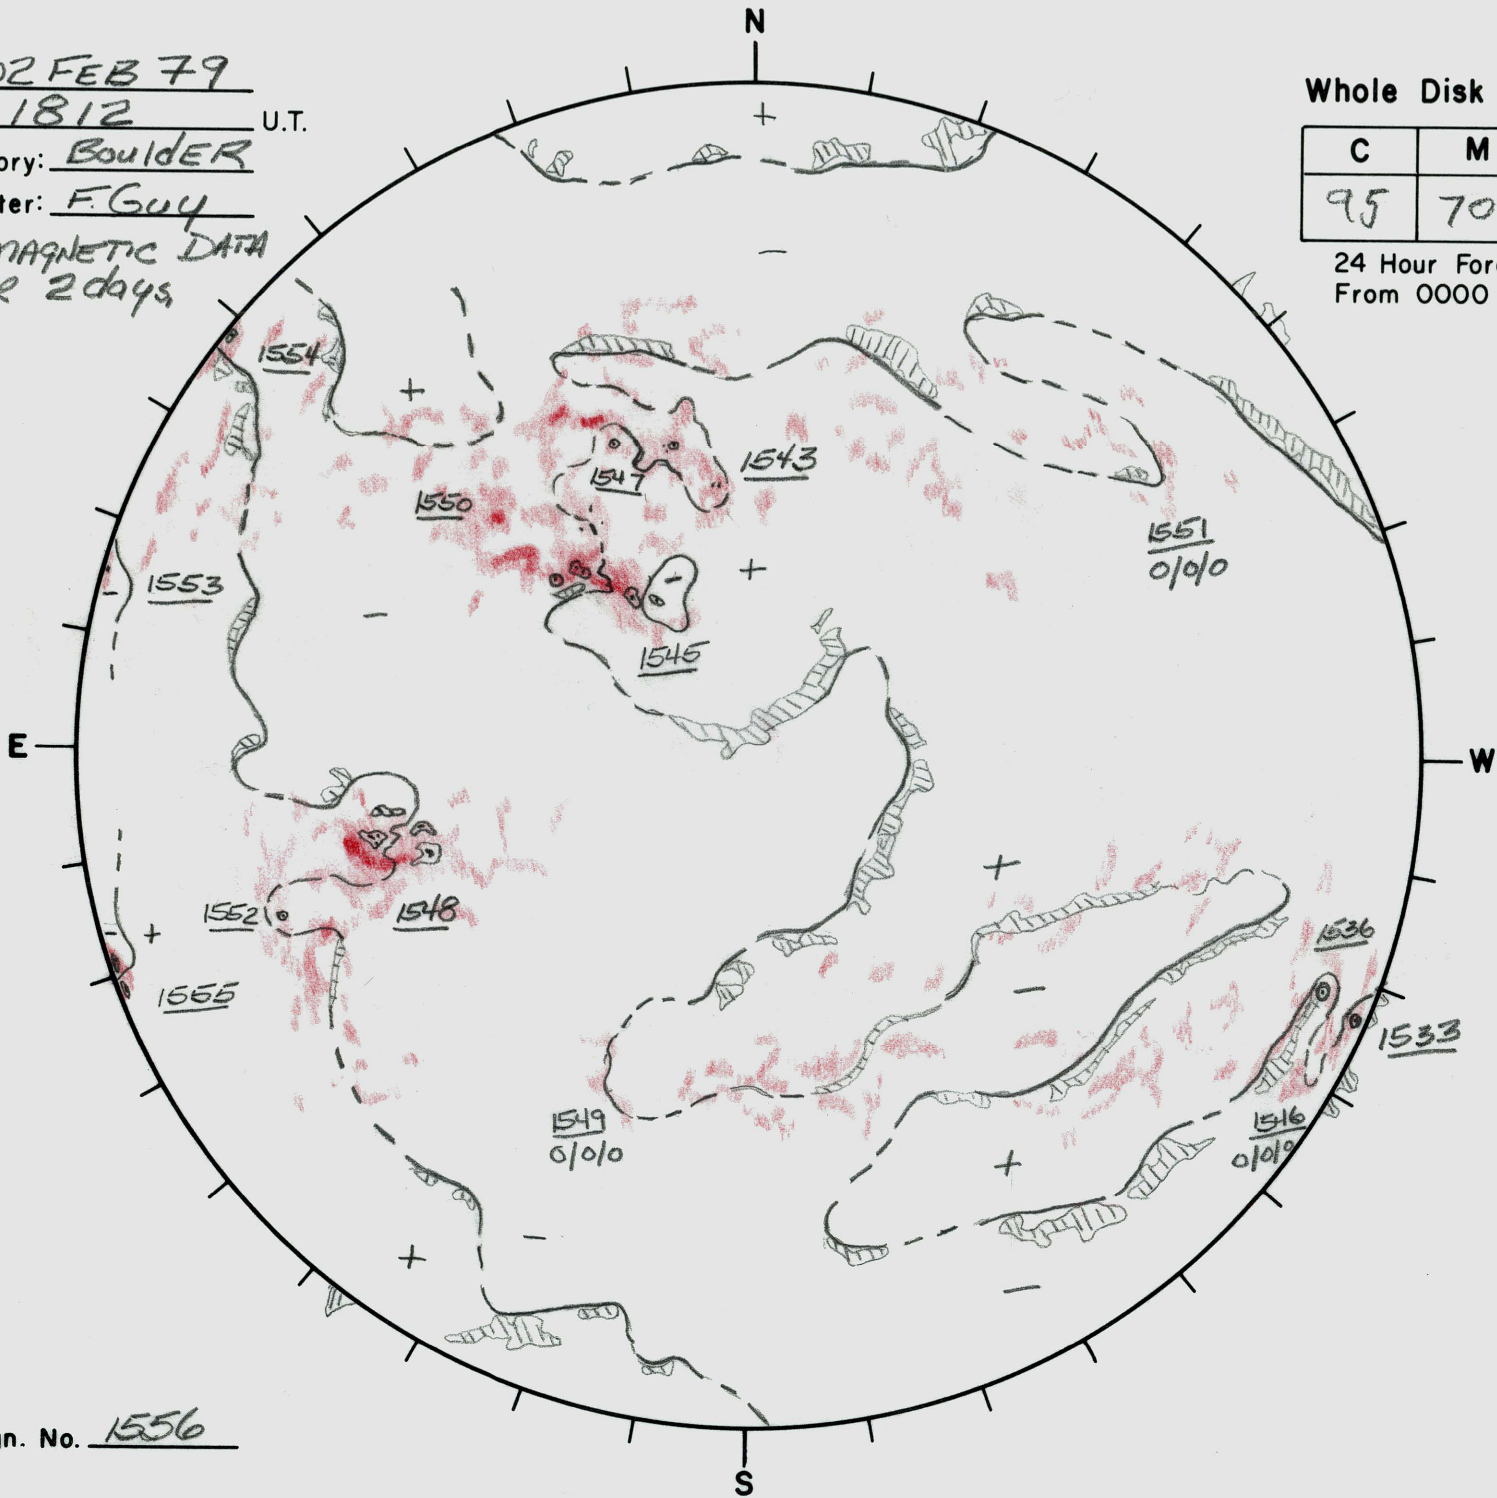 N
02 FEB 79
1812 U.T.
ory: BouldER
ter: F. Guy
MAGNETIC DATA
2 days
Whole Disk
C M
95 70
24 Hour For
From 0000
1554
+
-
+
1547
1543
1550
1551
0/0/0
+
1553
-
-
1545
E
W
+
1552
1548
1536
- +
-
1555
1533
1549
0/0/0
1546
0/0/0
+
+
-
-
gn. No. 1556
S